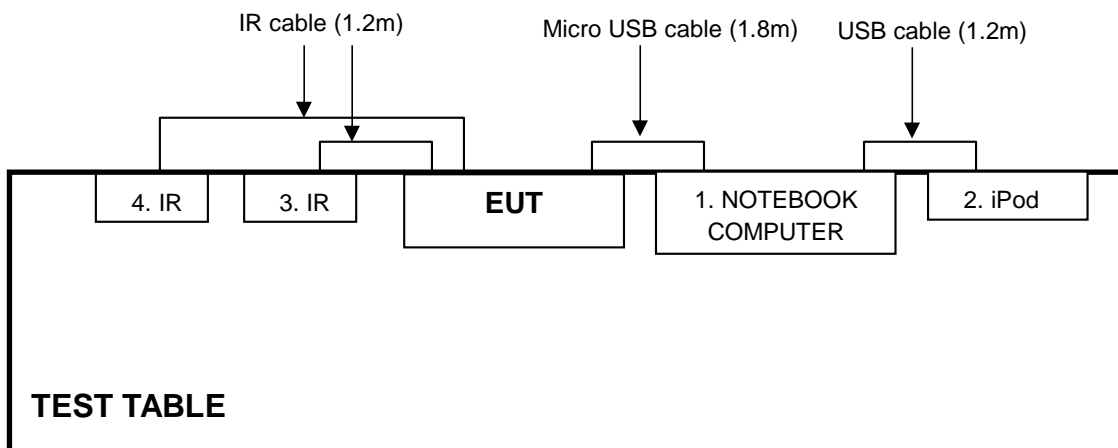 IR cable (1.2m)
Micro USB cable (1.8m)
USB cable (1.2m)
4. IR
3. IR
EUT
1. NOTEBOOK
COMPUTER
2. iPod
TEST TABLE